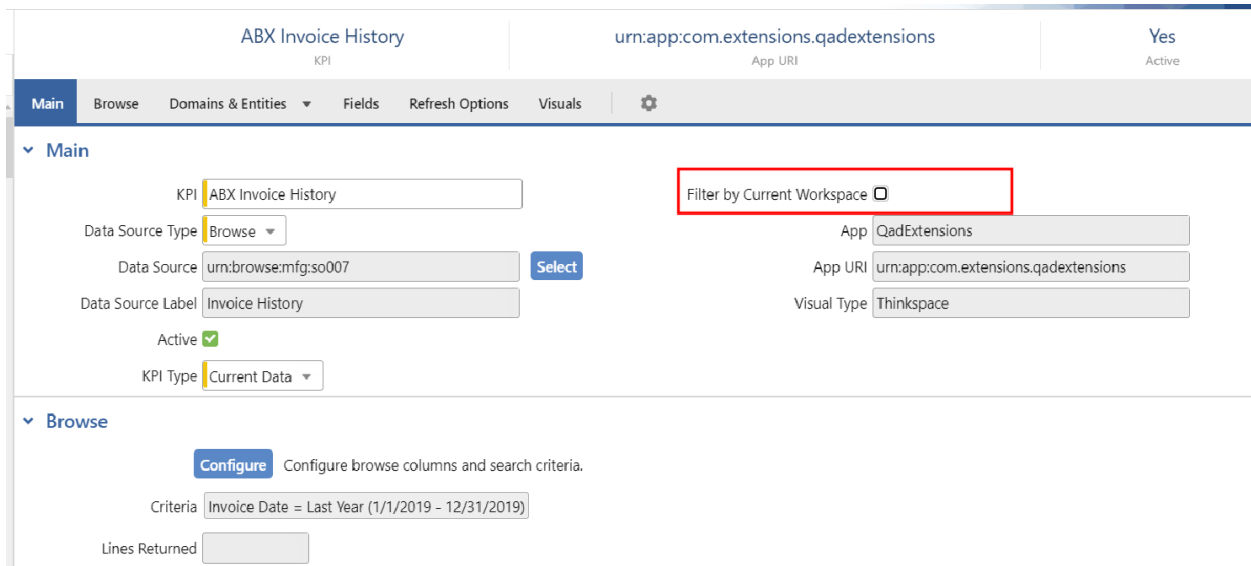 ABX Invoice History urn:app:com.extensions.qadextensions Yes
KPI App URI Active
Main Browse Domains & Entities Fields Refresh Options Visuals
Main
KPI ABX Invoice History Filter by Current Workspace
Data Source Type Browse App QadExtensions
Data Source urn:browse:mfg:so007 Select App URI urn:app:com.extensions.qadextensions
Data Source Label Invoice History Visual Type Thinkspace
Active
KPI Type Current Data
Browse
Configure Configure browse columns and search criteria.
Criteria Invoice Date = Last Year (1/1/2019 - 12/31/2019)
Lines Returned